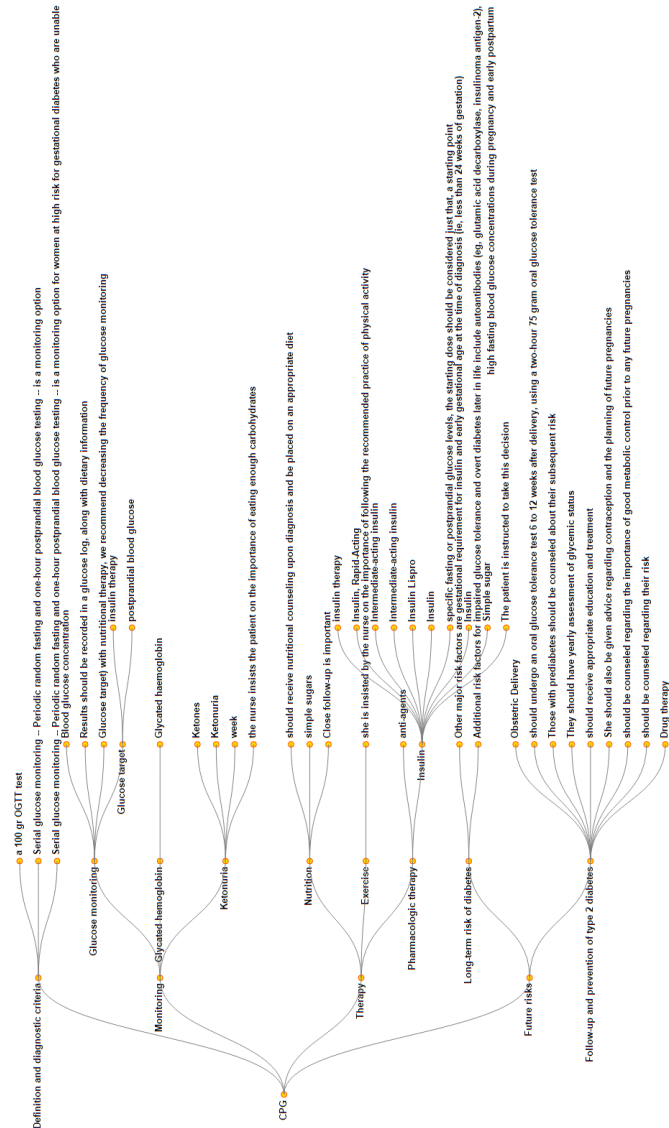 CPG
Definition and diagnostic criteria
a 100 gr OGTT test
Serial glucose monitoring -- Periodic random fasting and one-hour postprandial blood glucose testing -- is a monitoring option
Serial glucose monitoring -- Periodic random fasting and one-hour postprandial blood glucose testing -- is a monitoring option for women at high risk for gestational diabetes who are unable
Monitoring
Glucose monitoring
Blood glucose concentration
Results should be recorded in a glucose log, along with dietary information
Glucose target) with nutritional therapy, we recommend decreasing the frequency of glucose monitoring
Glucose target
insulin therapy
postprandial blood glucose
Glycated hemoglobin
Glycated haemoglobin
Ketonuria
Ketones
Ketonuria
week
the nurse insists the patient on the importance of eating enough carbohydrates
Therapy
Nutrition
should receive nutritional counseling upon diagnosis and be placed on an appropriate diet
simple sugars
Close follow-up is important
Exercise
she is insisted by the nurse on the importance of following the recommended practice of physical activity
Pharmacologic therapy
anti-agents
Insulin
insulin therapy
Insulin, Rapid-Acting
Intermediate-acting insulin
Intermediate-acting insulin
Insulin Lispro
Insulin
specific fasting or postprandial glucose levels, the starting dose should be considered just that, a starting point
Insulin
Simple sugar
The patient is instructed to take this decision
Future risks
Long-term risk of diabetes
Other major risk factors are gestational requirement for insulin and early gestational age at the time of diagnosis (ie, less than 24 weeks of gestation)
Additional risk factors for impaired glucose tolerance and overt diabetes later in life include autoantibodies (eg, glutamic acid decarboxylase, insulinoma antigen-2),
high fasting blood glucose concentrations during pregnancy and early postpartum
Follow-up and prevention of type 2 diabetes
Obstetric Delivery
should undergo an oral glucose tolerance test 6 to 12 weeks after delivery, using a two-hour 75 gram oral glucose tolerance test
Those with prediabetes should be counseled about their subsequent risk
They should have yearly assessment of glycemic status
should receive appropriate education and treatment
She should also be given advice regarding contraception and the planning of future pregnancies
should be counseled regarding the importance of good metabolic control prior to any future pregnancies
should be counseled regarding their risk
Drug therapy